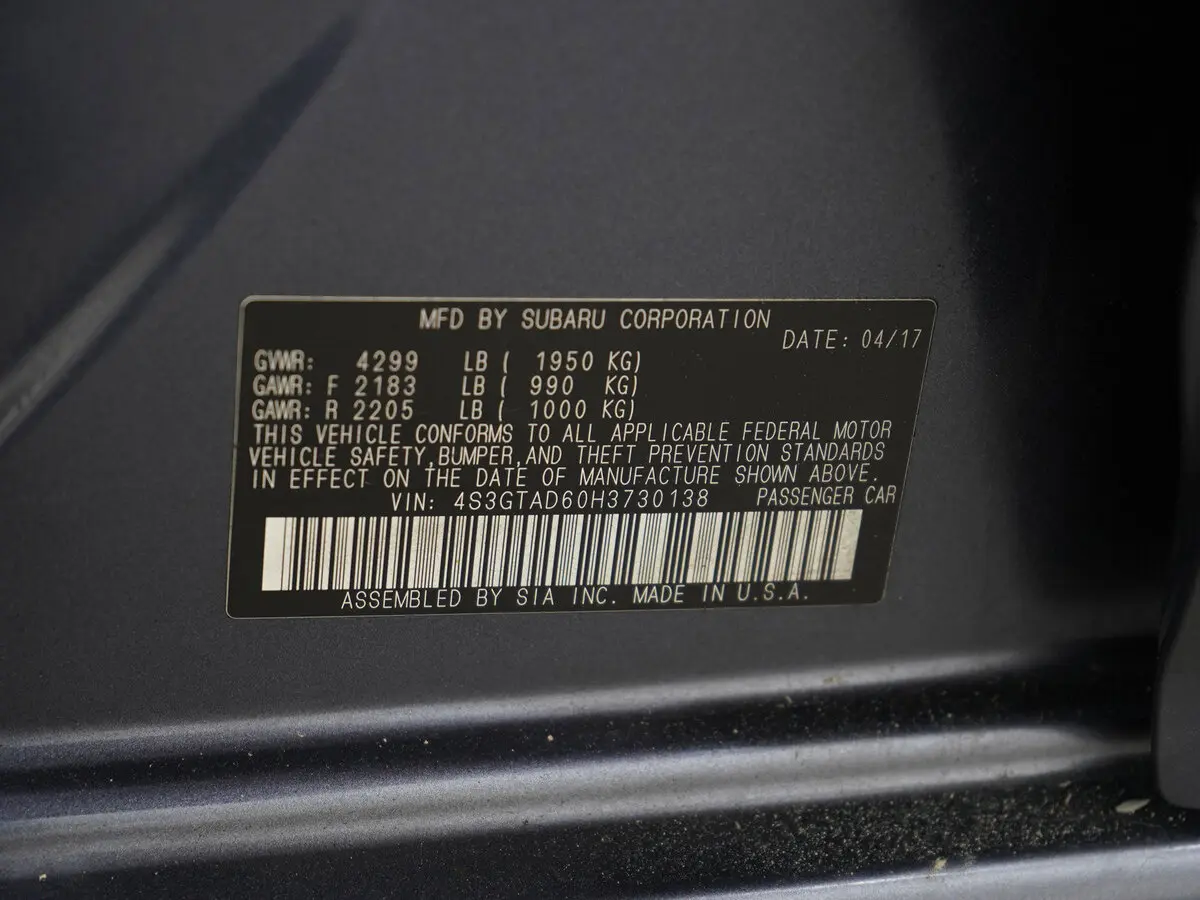 MFD BY SUBARU CORPORATION
DATE: 04/17
GVWR: 4299 LB ( 1950 KG)
GAWR: F 2183 LB ( 990 KG)
GAWR: R 2205 LB ( 1000 KG)
THIS VEHICLE CONFORMS TO ALL APPLICABLE FEDERAL MOTOR
VEHICLE SAFETY,BUMPER,AND THEFT PREVENTION STANDARDS
IN EFFECT ON THE DATE OF MANUFACTURE SHOWN ABOVE.
VIN: 4S3GTAD60H3730138 PASSENGER CAR
ASSEMBLED BY SIA INC. MADE IN U.S.A.